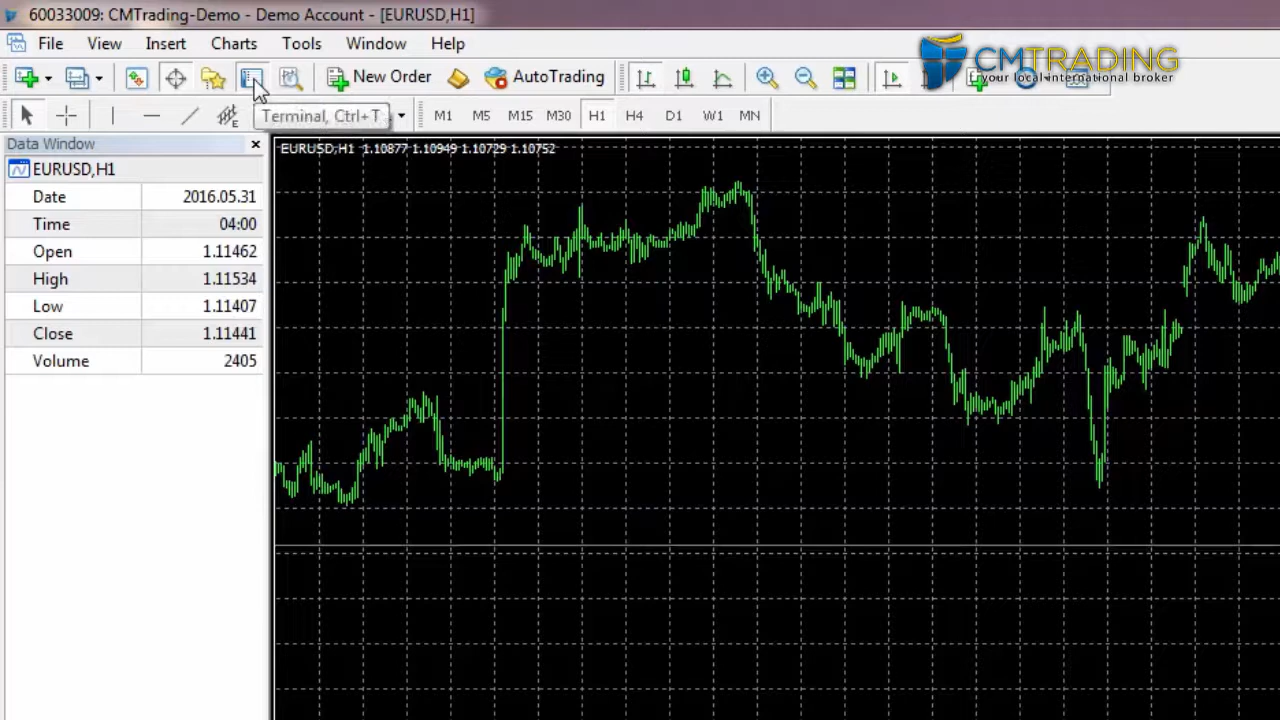 60033009: CMTrading-Demo - Demo Account - [EURUSD,H1]
File View Insert Charts Tools Window Help
CMTRADING
your local international broker
New Order AutoTrading
Terminal, Ctrl+T
M1 M5 M15 M30 H1 H4 D1 W1 MN
Data Window
EURUSD,H1
Date 2016.05.31
Time 04:00
Open 1.11462
High 1.11534
Low 1.11407
Close 1.11441
Volume 2405
EURUSD,H1 1.10877 1.10949 1.10729 1.10752